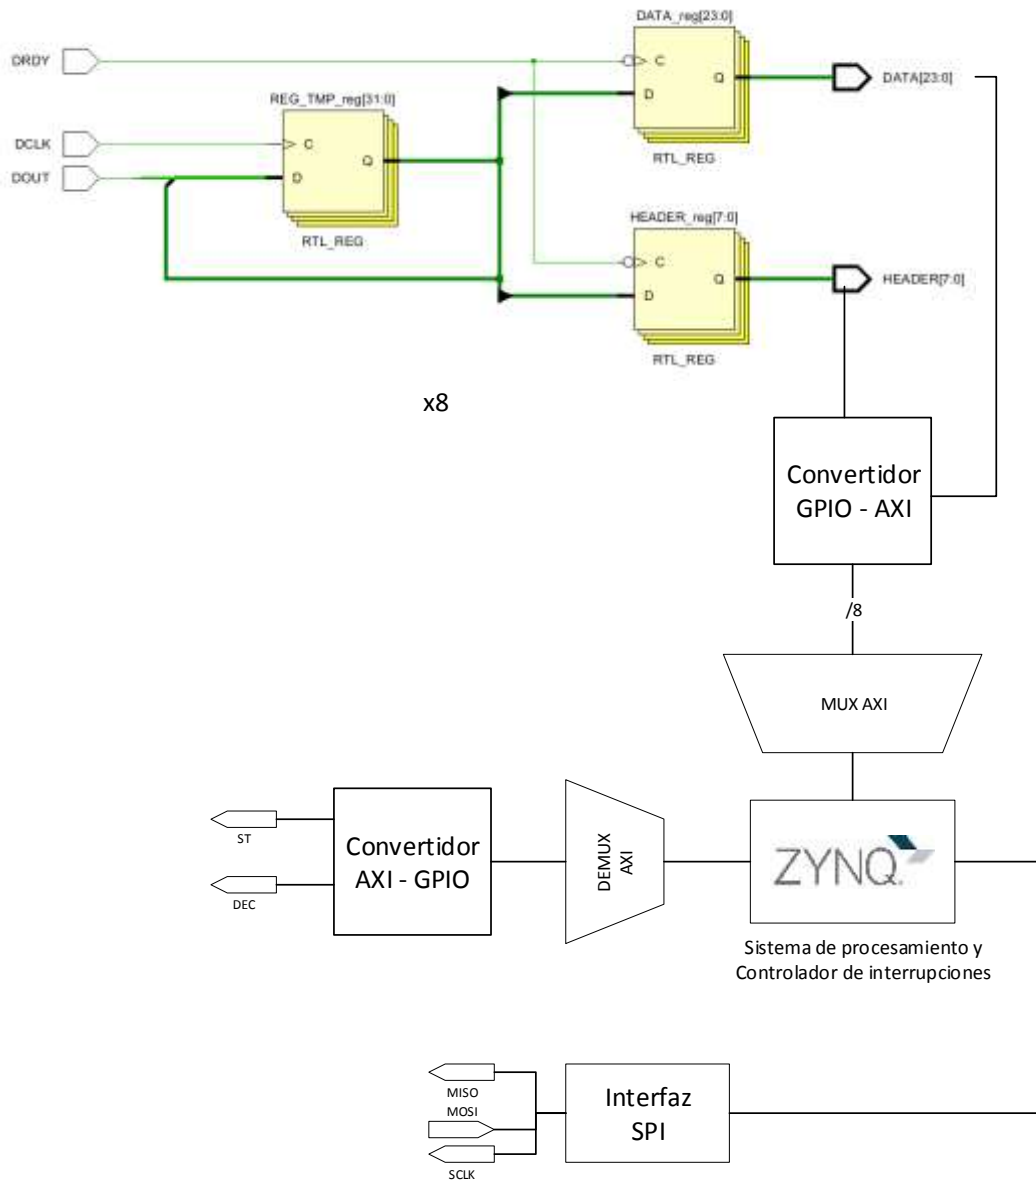 DATA_reg[23:0]
DRDY
C
Q
DATA[23:0]
REG_TMP_reg[31:0]
D
DCLK
C
Q
RTL_REG
DOUT
D
HEADER_reg[7:0]
RTL_REG
C
Q
HEADER[7:0]
D
RTL_REG
x8
Convertidor
GPIO - AXI
/8
MUX AXI
ST
Convertidor
AXI - GPIO
DEC
DEMUX
AXI
ZYNQ
Sistema de procesamiento y
Controlador de interrupciones
MISO
MOSI
SCLK
Interfaz
SPI